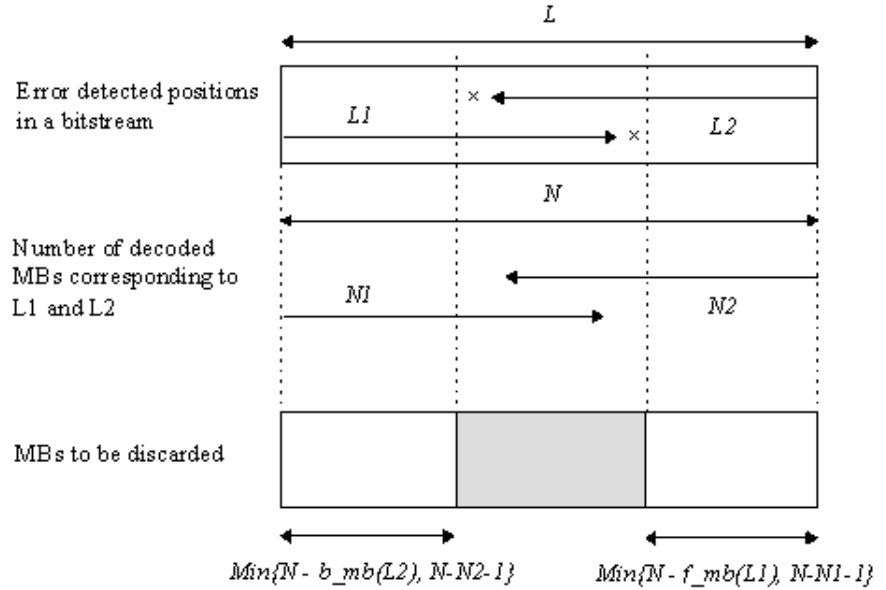 L
Error detected positions
in a bitstream
×
L1
×
L2
N
Number of decoded
MBs corresponding to
L1 and L2
N1
N2
MBs to be discarded
Min{N - b_mb(L2), N-N2-1}
Min{N - f_mb(L1), N-N1-1}